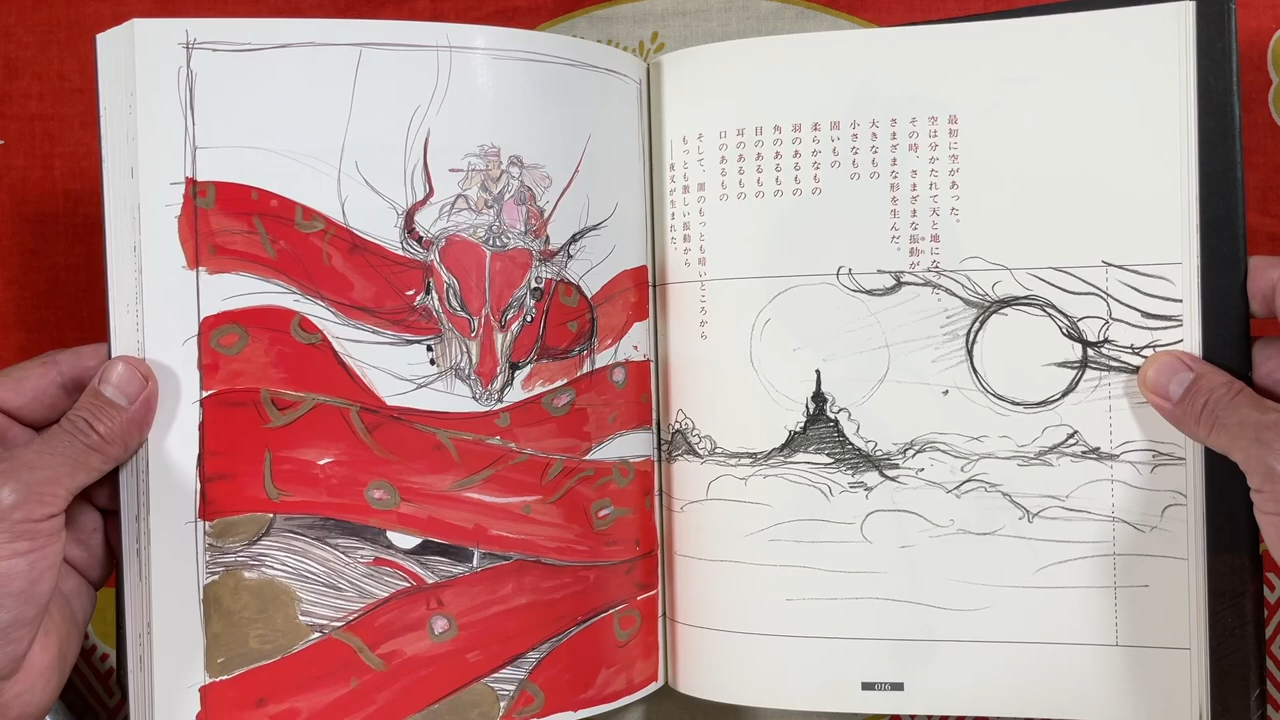 最初に空があった。
空は分かたれて天と地になった。
その時、さまざまな振動が
さまざまな形を生んだ。
大きなもの
小さなもの
固いもの
柔らかなもの
羽のあるもの
角のあるもの
目のあるもの
耳のあるもの
口のあるもの
そして、闇のもっとも暗いところから
もっとも激しい振動から
──夜叉が生まれた。
016